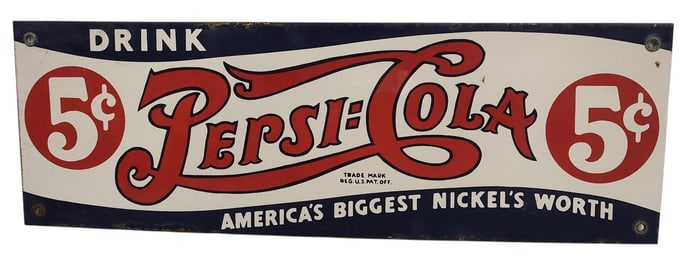 DRINK
5¢
PEPSI=COLA
5¢
TRADE MARK
REG. U.S. PAT. OFF.
AMERICA'S BIGGEST NICKEL'S WORTH